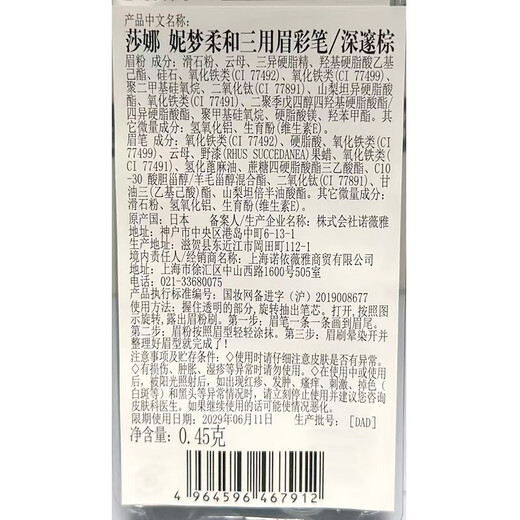 产品中文名称:
莎娜 妮梦柔和三用眉彩笔/深邃棕
眉粉 成分: 滑石粉、云母、三异硬脂精、羟基硬脂酸乙基
己酯、硅石、氧化铁类(CI 77492)、氧化铁类(CI 77499)、
聚二甲基硅氧烷、二氧化钛(CI 77891)、山梨坦异硬脂酸
酯、氧化铁类(CI 77491)、二聚季戊四醇四羟基硬脂酸酯/
四异硬脂酸酯、聚甲基硅氧烷、硬脂酸镁、羟苯甲酯。其
它微量成分: 氢氧化铝、生育酚(维生素E)。
眉笔 成分: 氧化铁类(CI 77492)、硬脂酸、氧化铁类(CI
77499)、云母、野漆(RHUS SUCCEDANEA)果蜡、氧化铁类(CI
77491)、氢化蓖麻油、蔗糖四硬脂酸酯三乙酸酯、C10
-30 酸胆甾醇/羊毛甾醇混合酯、二氧化钛(CI 77891)、甘
油三(乙基己酸)酯、山梨坦倍半油酸酯。其它微量成分:
滑石粉、氢氧化铝、生育酚(维生素E)。
原产国: 日本 备案人/生产企业名称: 株式会社诺薇雅
地址: 神户市中央区港岛中町6-13-1
生产地址: 滋贺县东近江市岡田町112-1
境内责任人/经销商名称: 上海诺依薇雅商贸有限公司
地址: 上海市徐汇区中山西路1600号505室
电话: 021-33680075
产品执行标准编号: 国妆网备进字（沪）2019008677
使用方法: 握住透明的部分,旋转抽出笔芯。打开,按照图
示旋转,露出眉粉刷。第一步: 眉笔一条一条画到眉尾。
第二步: 眉粉按照眉型轻轻涂抹。第三步: 眉刷晕染开并
整理好眉型就完成了!
注意事项及贮存条件: ◇使用时请仔细注意皮肤是否有异常。
◇有损伤、肿胀、湿疹等异常时请勿使用。◇在使用中或使用
后, 被阳光照射后, 如出现红疹、发肿、瘙痒、刺激、掉色(
白斑等)和黑头等异常情况时, 请立刻停止使用并建议您咨询
皮肤科医生。如果继续使用的话可能使情况恶化。
限期使用日期: 2029年06月11日 生产批号: [DAD]
净含量: 0.45克
4 964596 467912